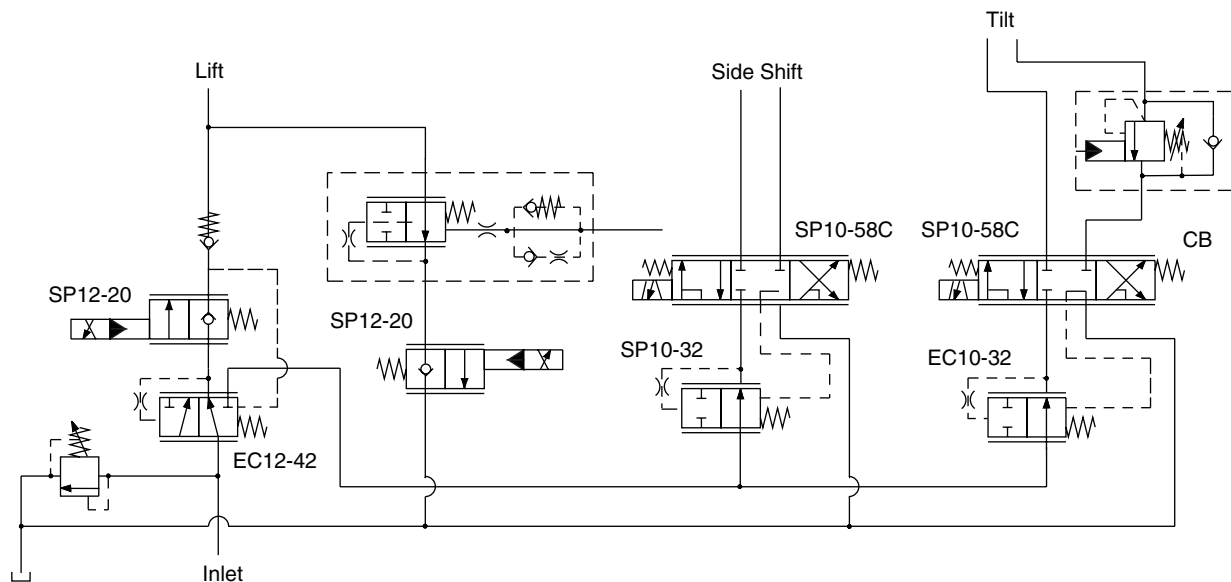 Tilt
Lift
Side Shift
SP10-58C
SP10-58C
CB
SP12-20
SP12-20
SP10-32
EC10-32
EC12-42
Inlet